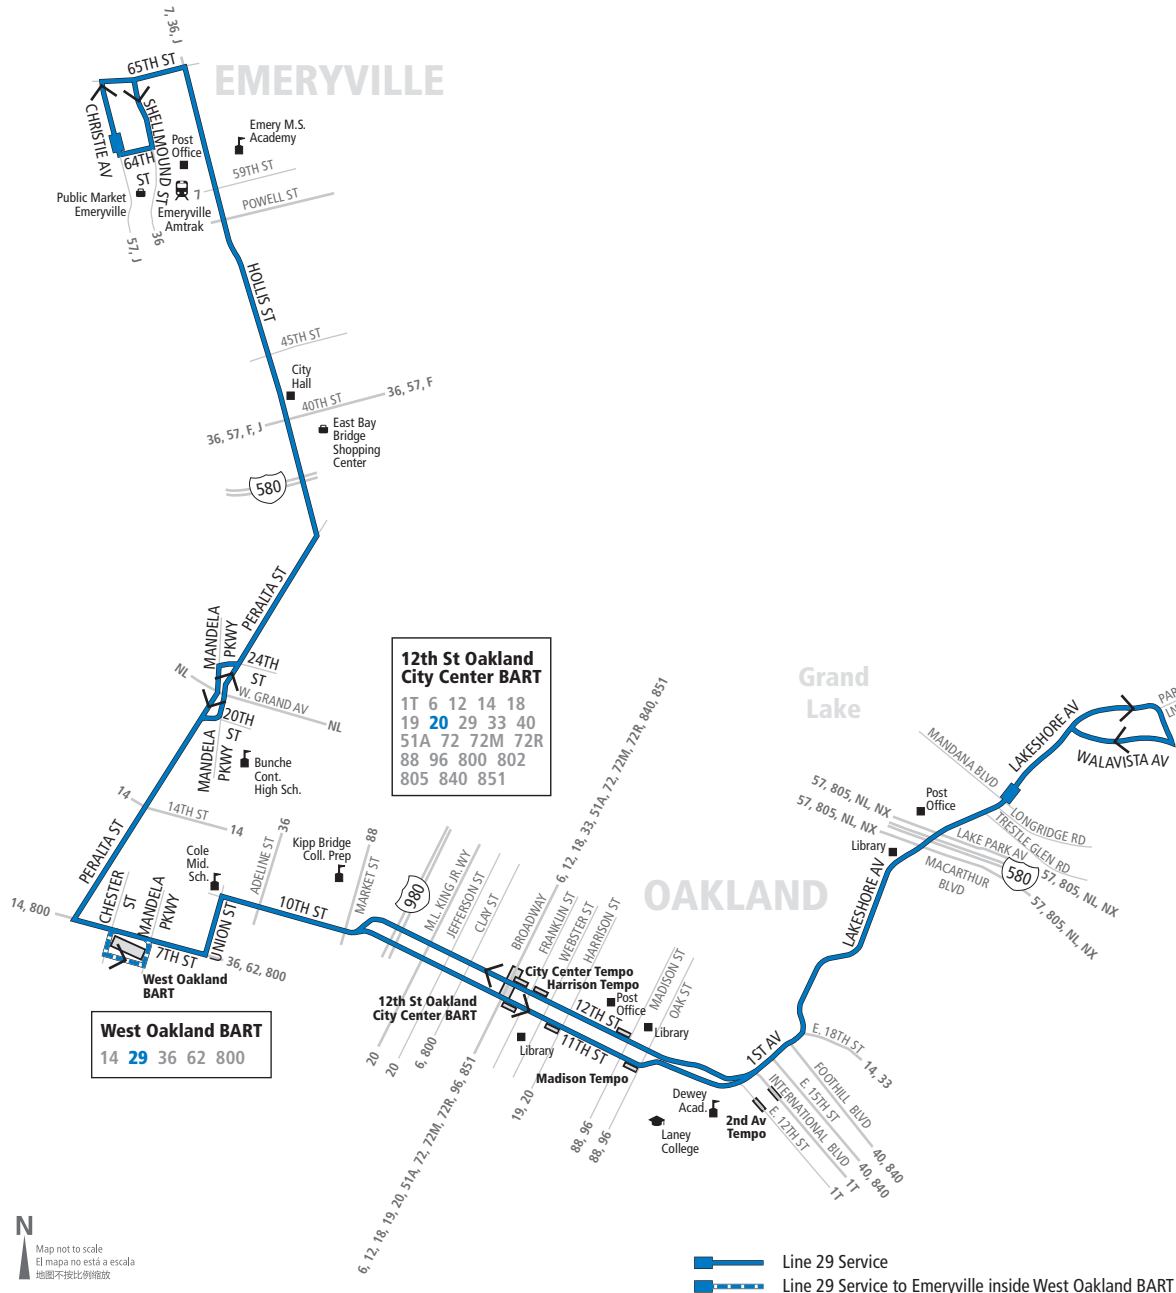 7, 36, J
65TH ST
EMERYVILLE
CHRISTIE AV
SHELLMOUND ST
64TH
ST
Post
Office
Emery M.S.
Academy
59TH ST
7
POWELL ST
Public Market
Emeryville
Emeryville
Amtrak
57, J
36
HOLLIS ST
45TH ST
City
Hall
40TH ST
36, 57, F
36, 57, F, J
East Bay
Bridge
Shopping
Center
580
PERALTA ST
MANDELA
PKWY
24TH
ST
NL
W. GRAND AV
NL
20TH
ST
MANDELA
PKWY
Bunche
Cont.
High Sch.
12th St Oakland
City Center BART
1T 6 12 14 18
19 20 29 33 40
51A 72 72M 72R
88 96 800 802
805 840 851
Grand
Lake
LAKESHORE AV
WALAVISTA AV
PAR
LN
MANDANA BLVD
LONGRIDGE RD
TRESTLE GLEN RD
Post
Office
57, 805, NL, NX
57, 805, NL, NX
LAKE PARK AV
Library
MACARTHUR
BLVD
580
57, 805, NL, NX
57, 805, NL, NX
LAKESHORE AV
OAKLAND
14
14TH ST
14
PERALTA ST
Cole
Mid.
Sch.
ADELINE ST
36
Kipp Bridge
Coll. Prep
88
MARKET ST
980
10TH ST
14, 800
CHESTER
ST
MANDELA
PKWY
UNION ST
7TH ST
36, 62, 800
West Oakland
BART
West Oakland BART
14 29 36 62 800
M.L. KING JR. WY
JEFFERSON ST
CLAY ST
BROADWAY
6, 12, 18, 33, 51A, 72, 72M, 72R, 840, 851
FRANKLIN ST
WEBSTER ST
HARRISON ST
City Center Tempo
Harrison Tempo
12th St Oakland
City Center BART
Post
Office
MADISON ST
OAK ST
12TH ST
Library
Library
11TH ST
Madison Tempo
20
20
6, 800
6, 12, 18, 19, 20, 51A, 72, 72M, 72R, 96, 851
19, 20
88, 96
88, 96
Dewey
Acad.
Laney
College
2nd Av
Tempo
1ST AV
E. 18TH ST
14, 33
FOOTHILL BLVD
E. 15TH ST
INTERNATIONAL BLVD
E. 12TH ST
40, 840
40, 840
1T
1T
N
Map not to scale
El mapa no está a escala
地图不按比例缩放
Line 29 Service
Line 29 Service to Emeryville inside West Oakland BART